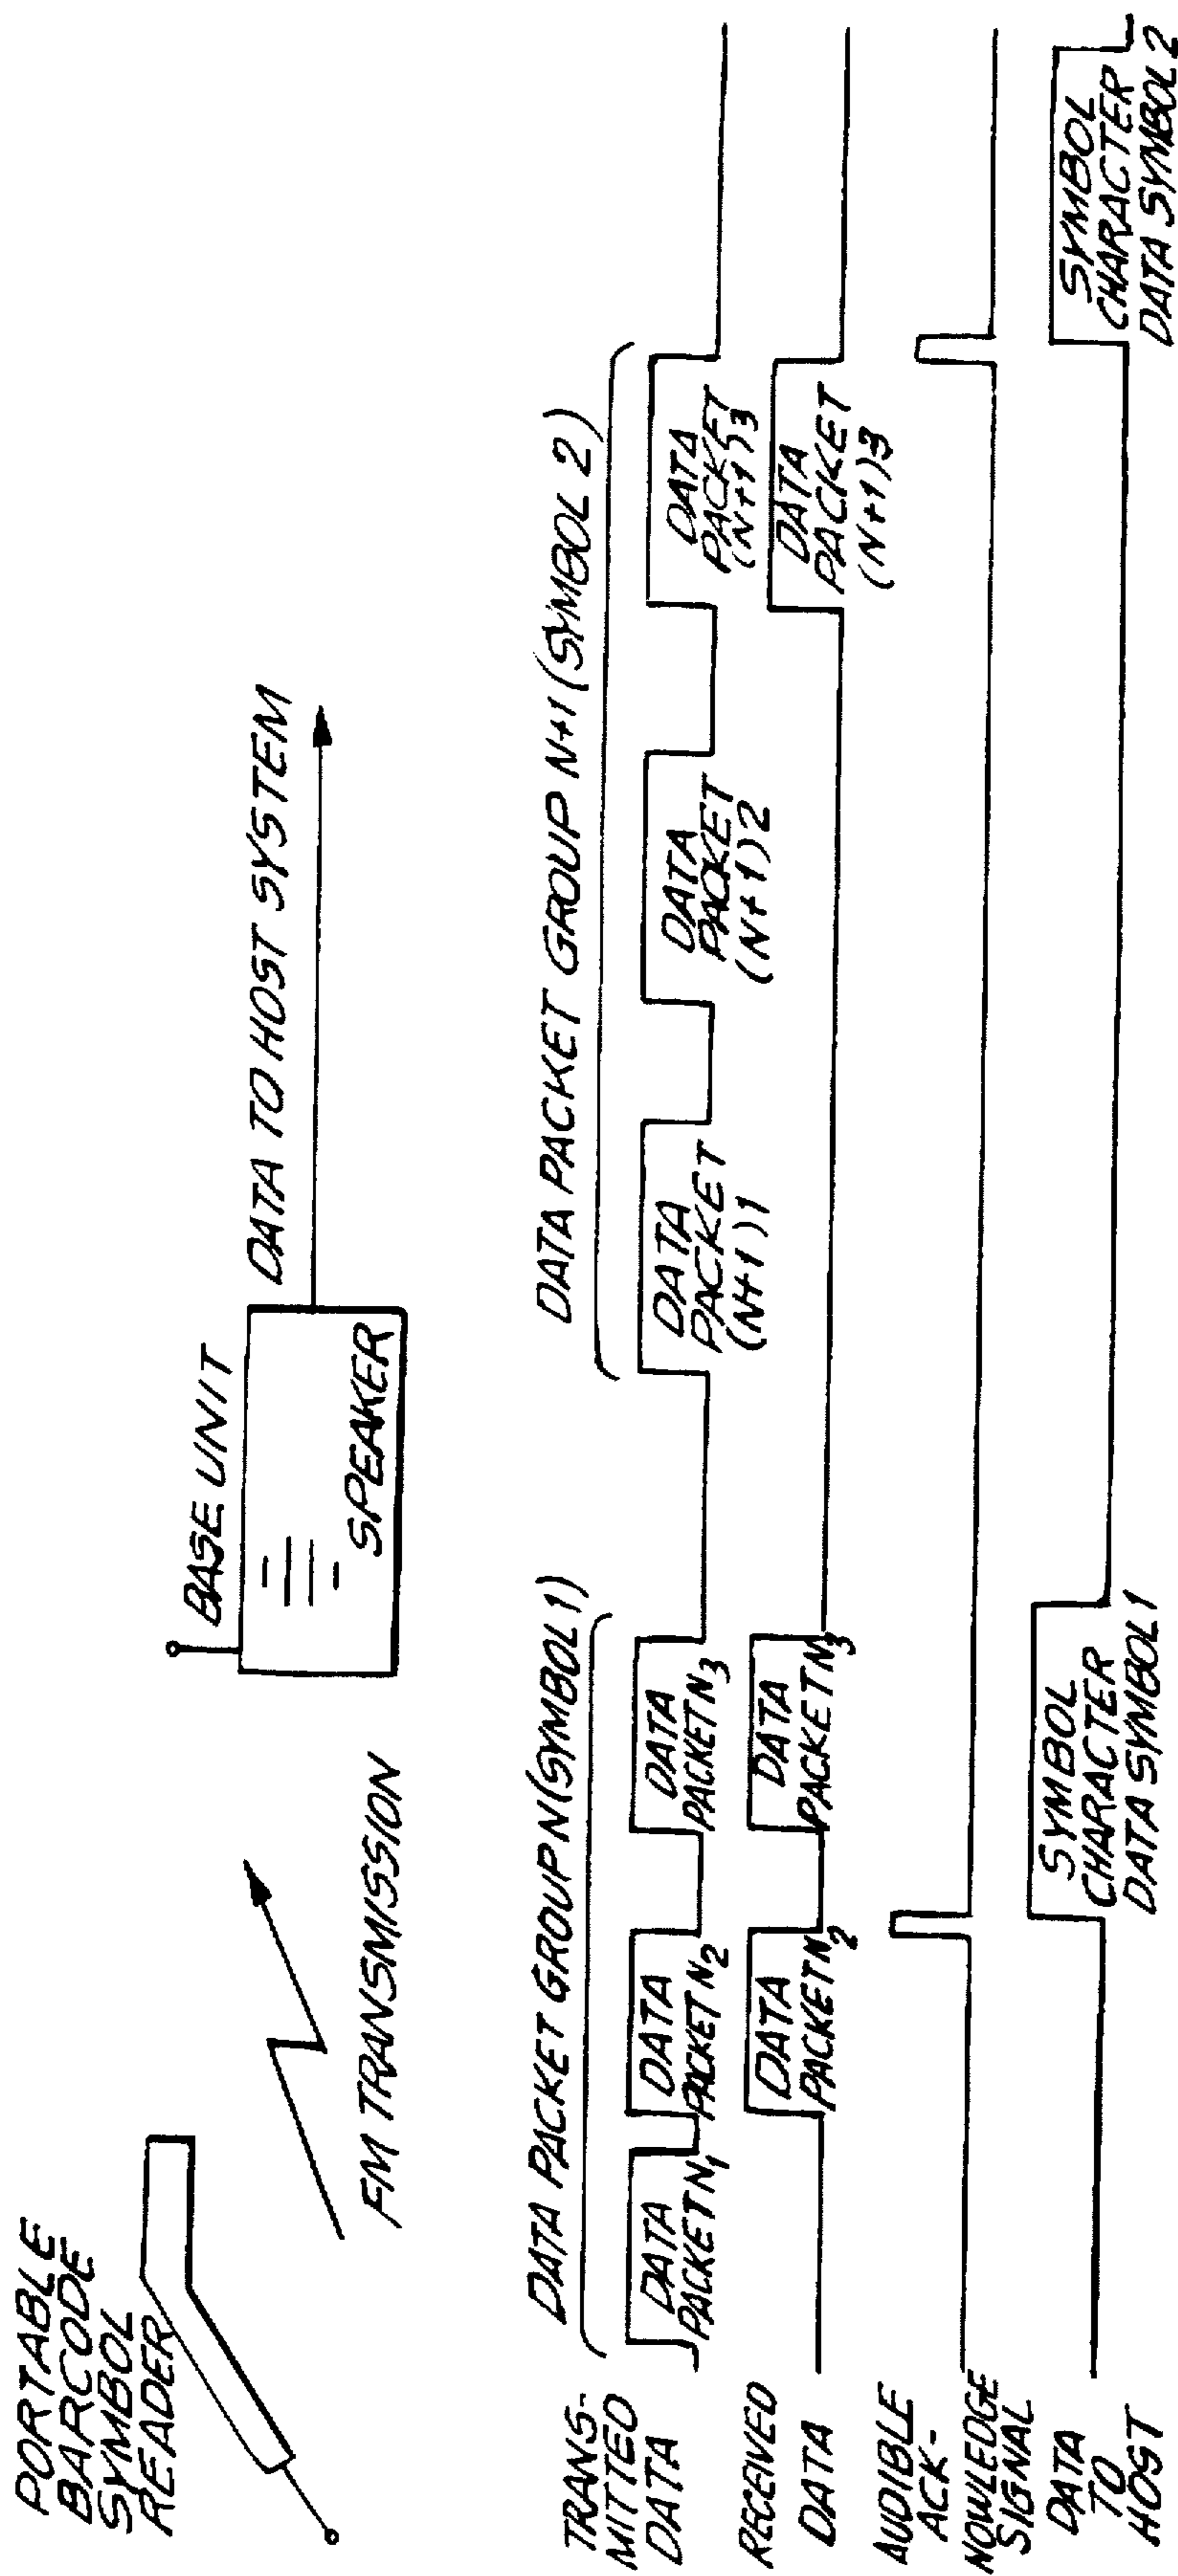 PORTABLE
BARCODE
SYMBOL
READER
FM TRANSMISSION
BASE UNIT
SPEAKER
DATA TO HOST SYSTEM
DATA PACKET GROUP N (SYMBOL 1)
DATA PACKET GROUP N+1 (SYMBOL 2)
TRANS-
MITTED
DATA
DATA
PACKET N1
DATA
PACKET N2
DATA
PACKET N3
DATA
PACKET
(N+1)1
DATA
PACKET
(N+1)2
DATA
PACKET
(N+1)3
RECEIVED
DATA
DATA
PACKET N2
DATA
PACKET N3
DATA
PACKET
(N+1)3
AUDIBLE
ACK-
NOWLEDGE
SIGNAL
DATA
TO
HOST
SYMBOL
CHARACTER
DATA SYMBOL 1
SYMBOL
CHARACTER
DATA SYMBOL 2